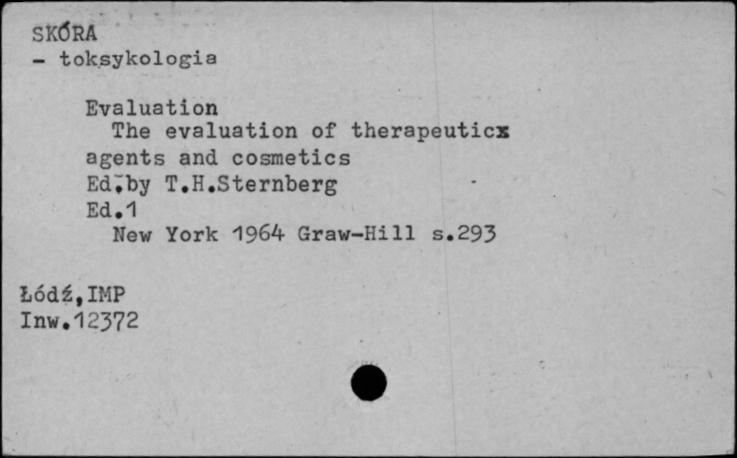 SKÓRA
- toksykologia
Evaluation
The evaluation of therapeuticx
agents and cosmetics
Ed.by T.H.Sternberg
Ed.1
New York 1964 Graw-Hill s.293
Łódź,IMP
Inw.12372